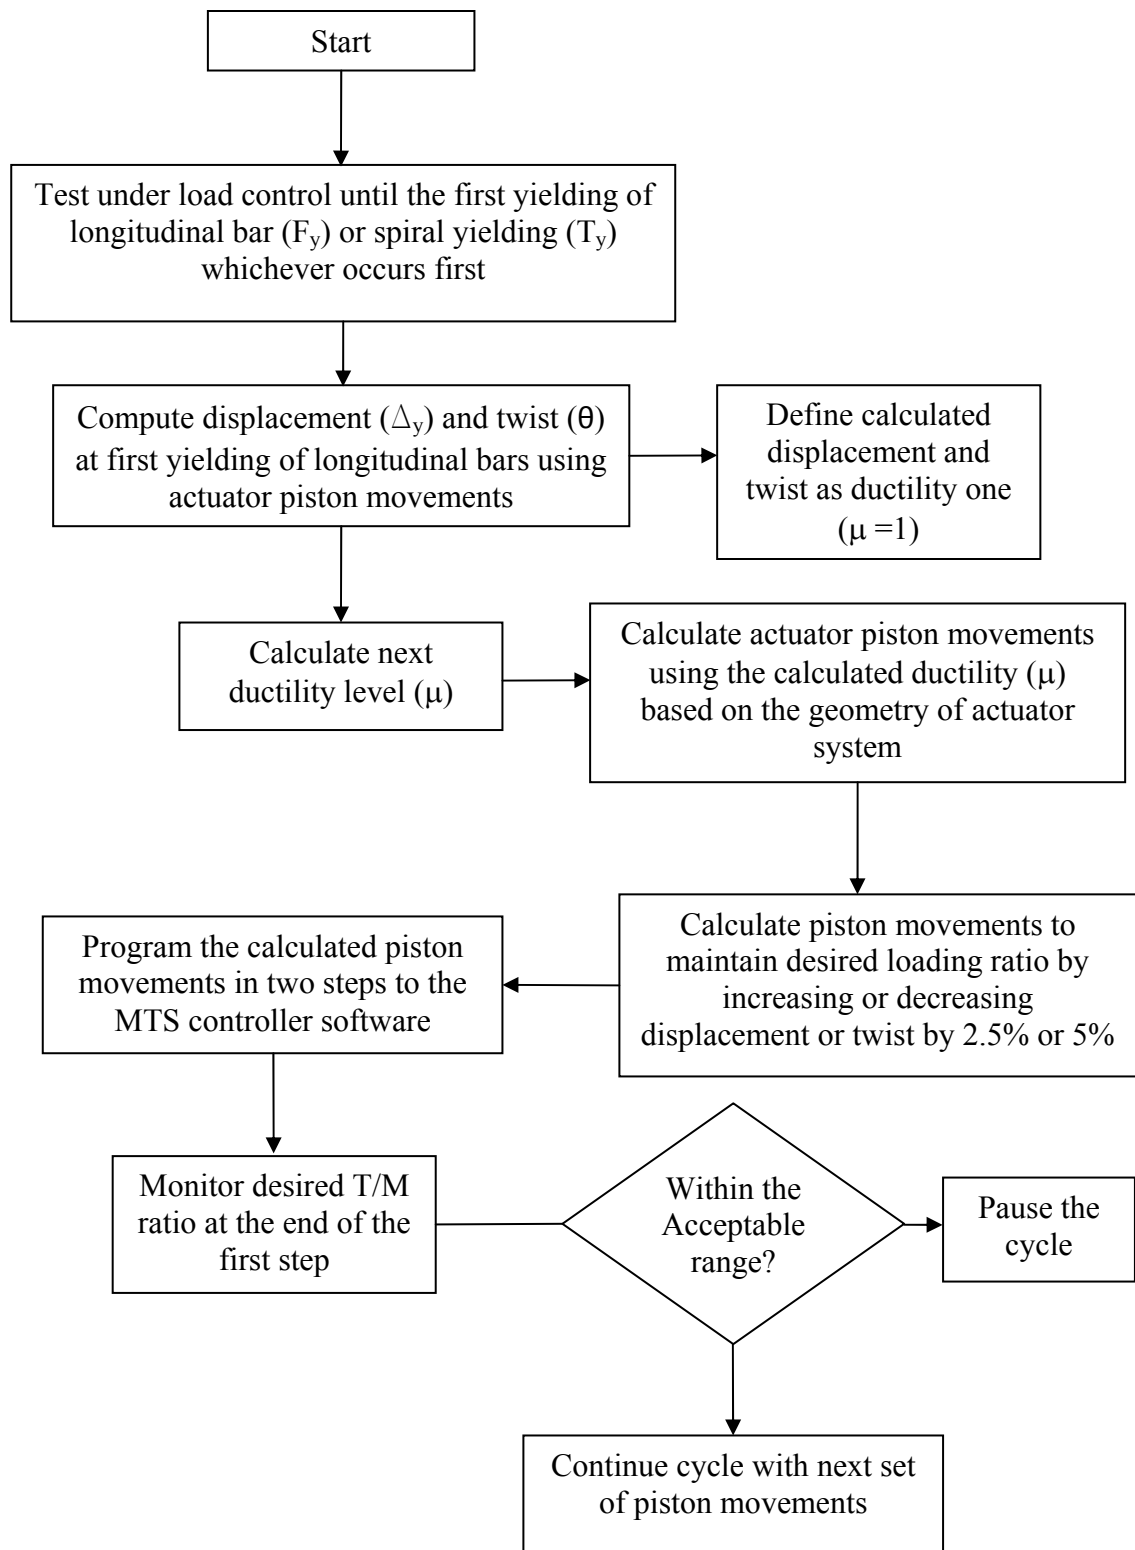 Start
Test under load control until the first yielding of
longitudinal bar (Fy) or spiral yielding (Ty)
whichever occurs first
Compute displacement (Δy) and twist (θ)
at first yielding of longitudinal bars using
actuator piston movements
Define calculated
displacement and
twist as ductility one
(μ =1)
Calculate next
ductility level (μ)
Calculate actuator piston movements
using the calculated ductility (μ)
based on the geometry of actuator
system
Calculate piston movements to
maintain desired loading ratio by
increasing or decreasing
displacement or twist by 2.5% or 5%
Program the calculated piston
movements in two steps to the
MTS controller software
Monitor desired T/M
ratio at the end of the
first step
Within the
Acceptable
range?
Pause the
cycle
Continue cycle with next set
of piston movements